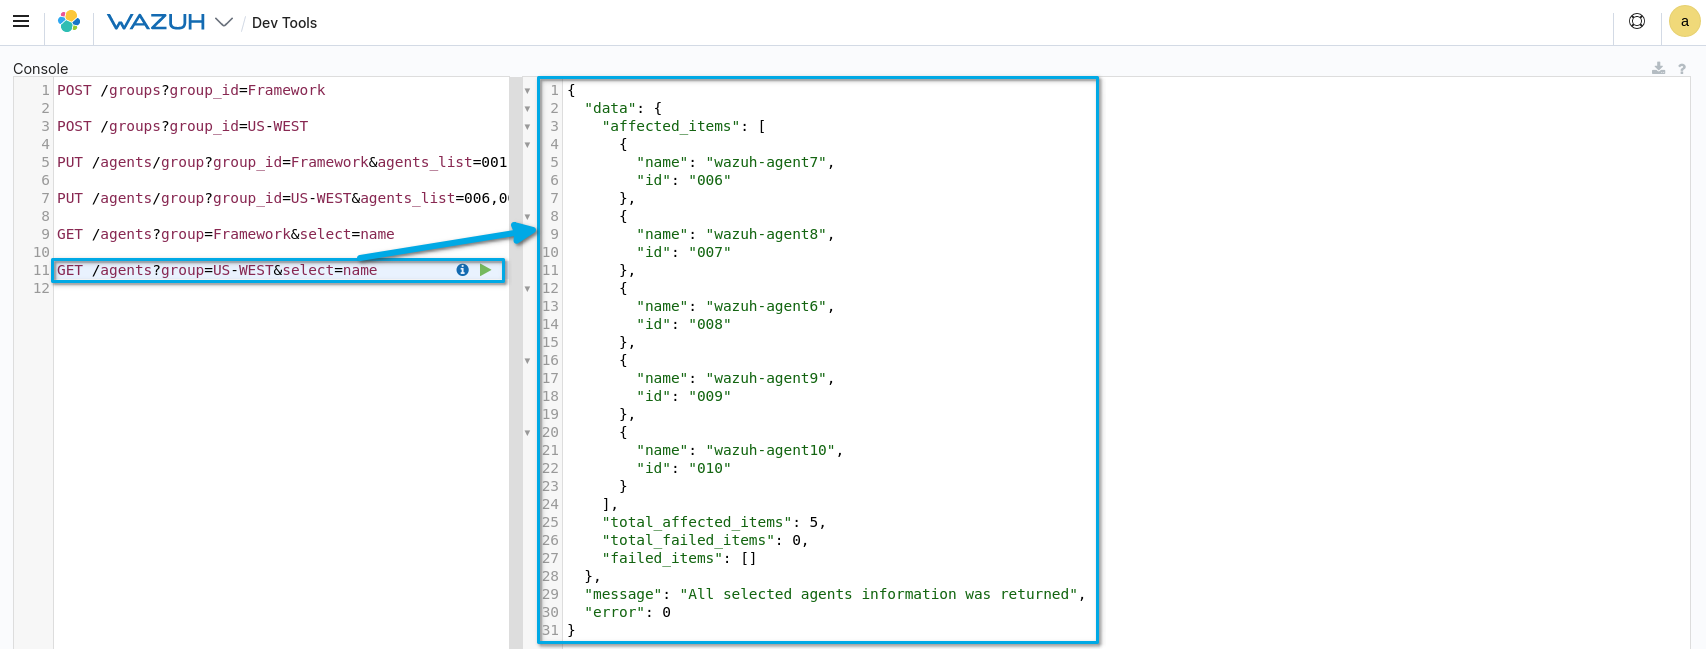 WAZUH / Dev Tools a
Console ?
1 POST /groups?group_id=Framework
2
3 POST /groups?group_id=US-WEST
4
5 PUT /agents/group?group_id=Framework&agents_list=001
6
7 PUT /agents/group?group_id=US-WEST&agents_list=006,00
8
9 GET /agents?group=Framework&select=name
10
11 GET /agents?group=US-WEST&select=name
12
1 {
2 "data": {
3 "affected_items": [
4 {
5 "name": "wazuh-agent7",
6 "id": "006"
7 },
8 {
9 "name": "wazuh-agent8",
10 "id": "007"
11 },
12 {
13 "name": "wazuh-agent6",
14 "id": "008"
15 },
16 {
17 "name": "wazuh-agent9",
18 "id": "009"
19 },
20 {
21 "name": "wazuh-agent10",
22 "id": "010"
23 }
24 ],
25 "total_affected_items": 5,
26 "total_failed_items": 0,
27 "failed_items": []
28 },
29 "message": "All selected agents information was returned",
30 "error": 0
31 }